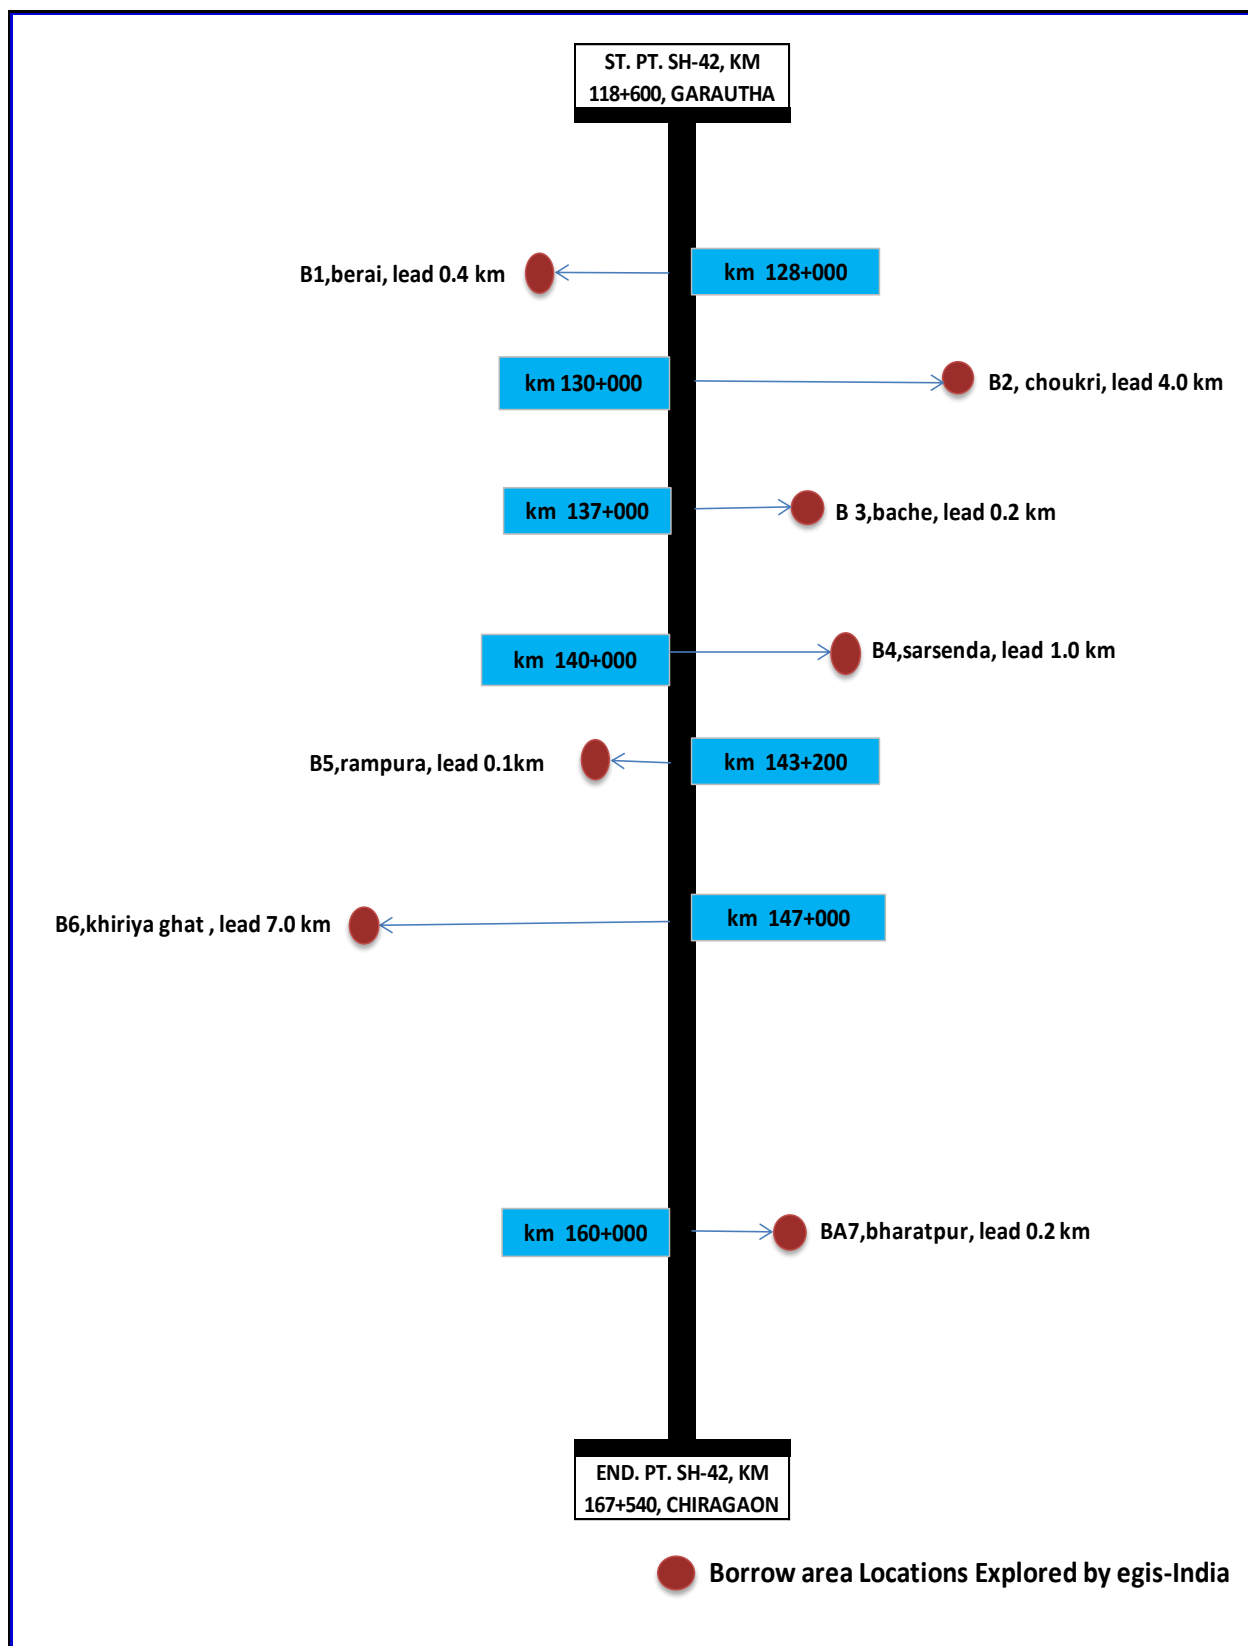 ST. PT. SH-42, KM
118+600, GARAUTHA
B1,berai, lead 0.4 km
km 128+000
km 130+000
B2, choukri, lead 4.0 km
km 137+000
B 3,bache, lead 0.2 km
km 140+000
B4,sarsenda, lead 1.0 km
B5,rampura, lead 0.1km
km 143+200
B6,khiriya ghat , lead 7.0 km
km 147+000
km 160+000
BA7,bharatpur, lead 0.2 km
END. PT. SH-42, KM
167+540, CHIRAGAON
Borrow area Locations Explored by egis-India